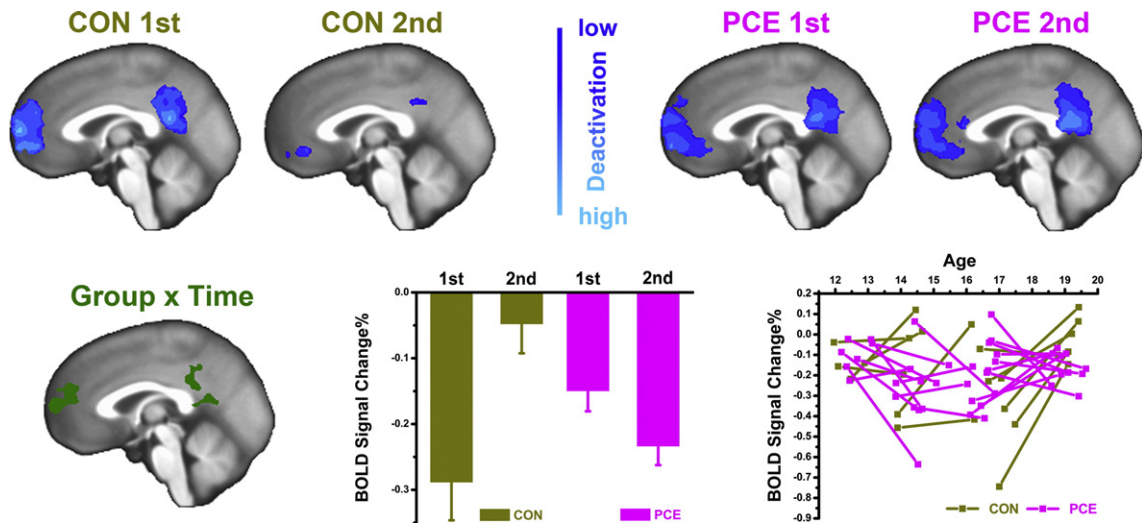 CON 1st
CON 2nd
low
Deactivation
high
PCE 1st
PCE 2nd
Group x Time
1st 2nd 1st 2nd
0.0
-0.1
-0.2
-0.3
BOLD Signal Change%
CON PCE
Age
12 13 14 15 16 17 18 19 20
0.2
0.1
0.0
-0.1
-0.2
-0.3
-0.4
-0.5
-0.6
-0.7
-0.8
-0.9
BOLD Signal Change%
CON PCE